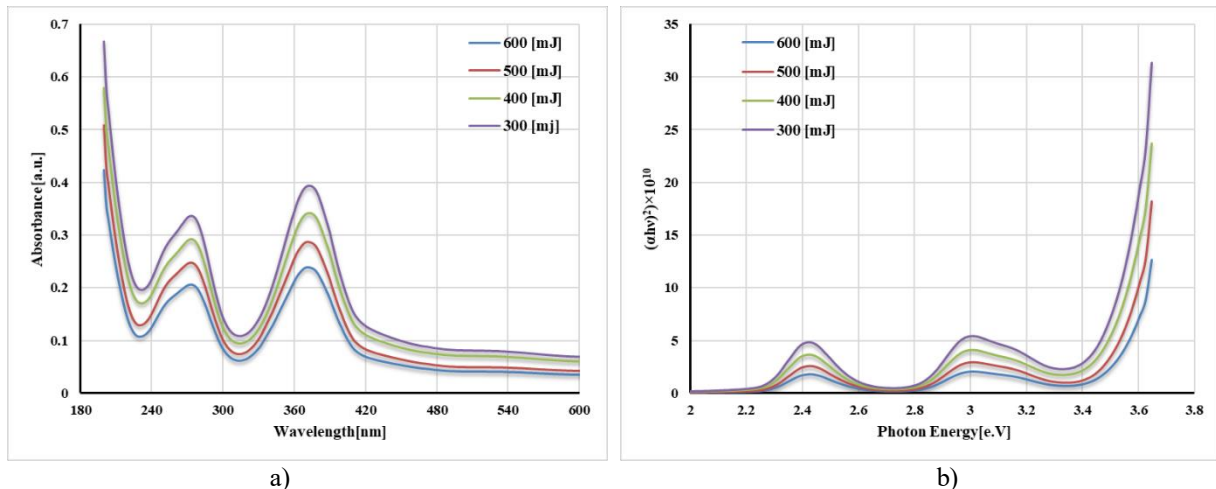 0.7
0.6
0.5
0.4
0.3
0.2
0.1
0
180
240
300
360
420
480
540
600
Absorbance[a.u.]
Wavelength[nm]
600 [mJ]
500 [mJ]
400 [mJ]
300 [mj]
a)
35
30
25
20
15
10
5
0
2
2.2
2.4
2.6
2.8
3
3.2
3.4
3.6
3.8
(αhν)²)×10¹⁰
Photon Energy[e.V]
600 [mJ]
500 [mJ]
400 [mJ]
300 [mJ]
b)